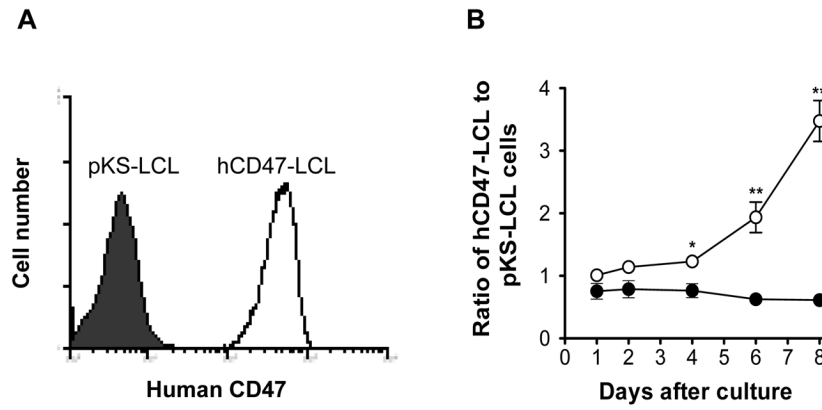 A
Cell number
pKS-LCL
hCD47-LCL
Human CD47
B
Ratio of hCD47-LCL to
pKS-LCL cells
4
3
2
1
0
*
**
**
0 1 2 3 4 5 6 7 8
Days after culture